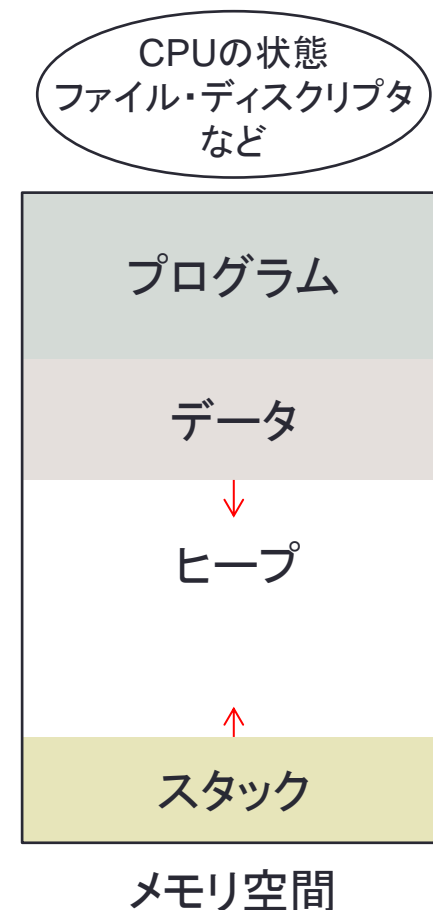 CPUの状態
ファイル・ディスクリプタ
など
プログラム
データ
ヒープ
スタック
メモリ空間